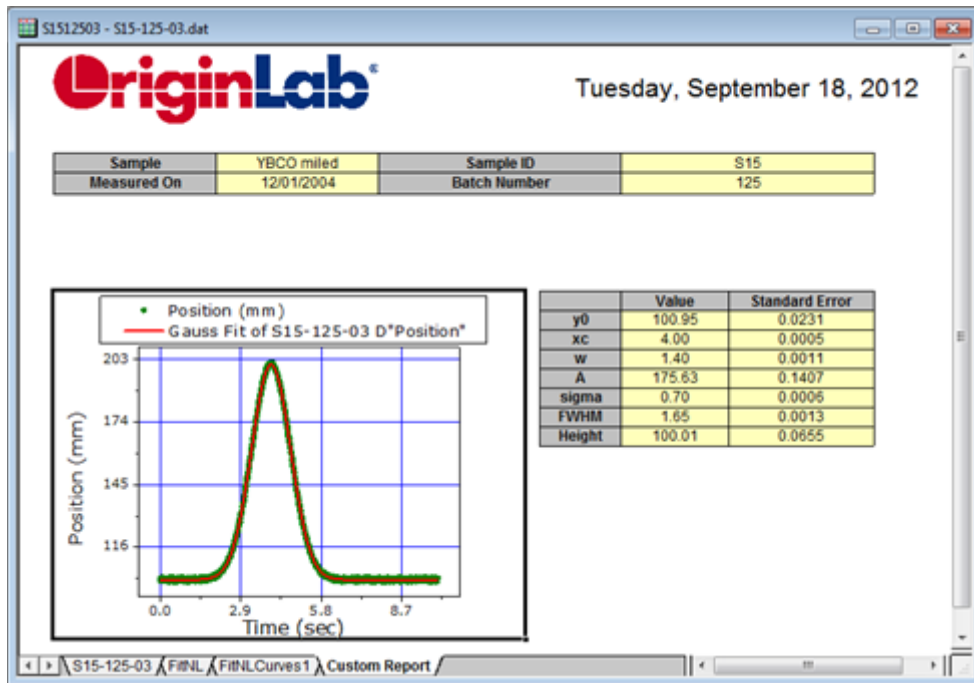 S1512503 - S15-125-03.dat
OriginLab®
Tuesday, September 18, 2012
Sample YBCO miled Sample ID S15
Measured On 12/01/2004 Batch Number 125
Position (mm)
Gauss Fit of S15-125-03 D"Position"
203
174
145
116
Position (mm)
0.0 2.9 5.8 8.7
Time (sec)
Value Standard Error
y0 100.95 0.0231
xc 4.00 0.0005
w 1.40 0.0011
A 175.63 0.1407
sigma 0.70 0.0006
FWHM 1.65 0.0013
Height 100.01 0.0655
S15-125-03 FitNL FitNLCurves1 Custom Report